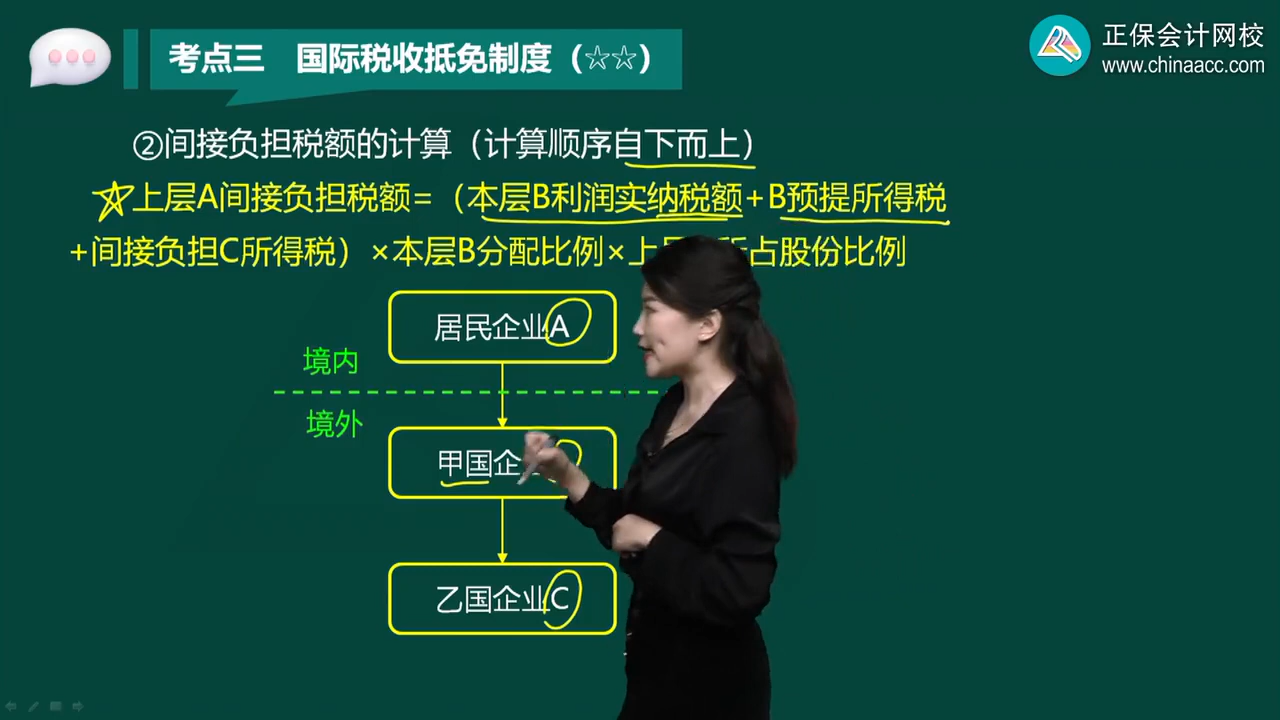 考点三 国际税收抵免制度（☆☆）
正保会计网校
www.chinaacc.com
②间接负担税额的计算（计算顺序自下而上）
上层A间接负担税额=（本层B利润实纳税额+B预提所得税
+间接负担C所得税）×本层B分配比例×上 所占股份比例
居民企业A
境内
境外
甲国企
乙国企业C